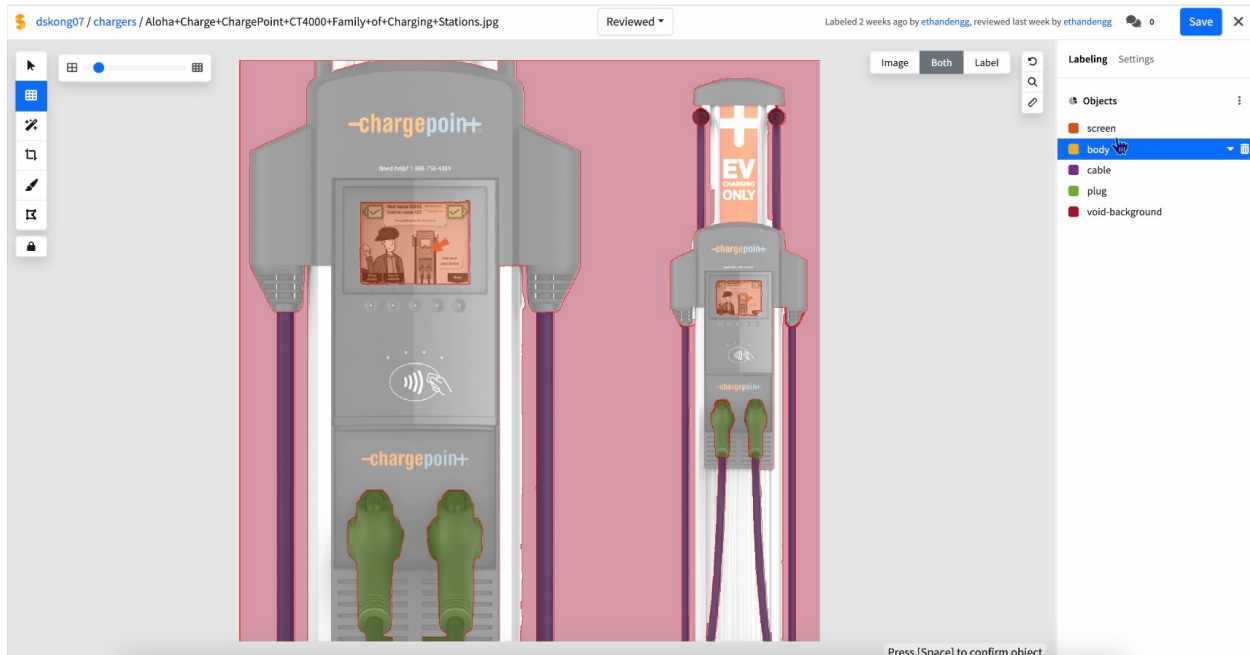 dskong07 / chargers / Aloha+Charge+ChargePoint+CT4000+Family+of+Charging+Stations.jpg
Reviewed
Labeled 2 weeks ago by ethandengg, reviewed last week by ethandengg
0
Save
Image
Both
Label
Labeling
Settings
Objects
screen
body
cable
plug
void-background
-chargepoin+
Need help? 1-888-758-4389
EV
CHARGING
ONLY
-chargepoin+
-chargepoin+
-chargepoin+
Press [Space] to confirm object